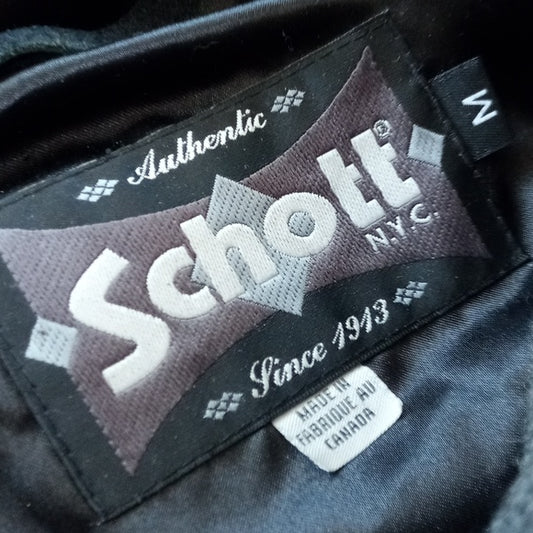 Authentic
Schott®
N.Y.C.
Since 1913
M
MADE IN
FABRIQUE AU
CANADA